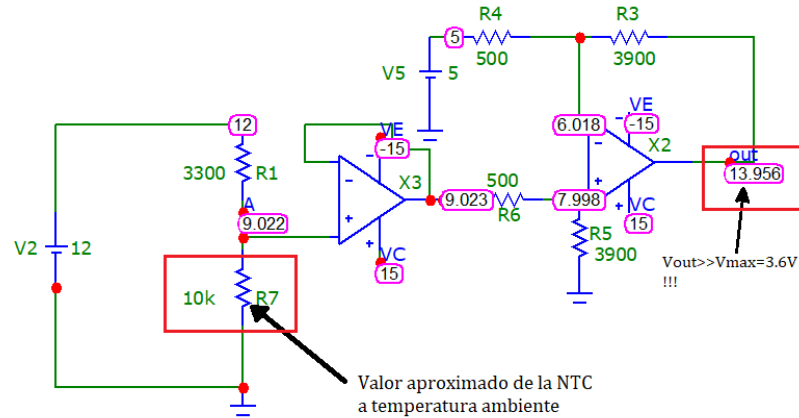 R4
R3
5
500
3900
V5
5
6.018
VE
-15
X2
VE
-15
12
3300
R1
A
9.022
X3
9.023
500
R6
7.998
out
13.956
V2
12
VC
15
R5
3900
VC
15
Vout>>Vmax=3.6V
!!!
10k
R7
Valor aproximado de la NTC
a temperatura ambiente